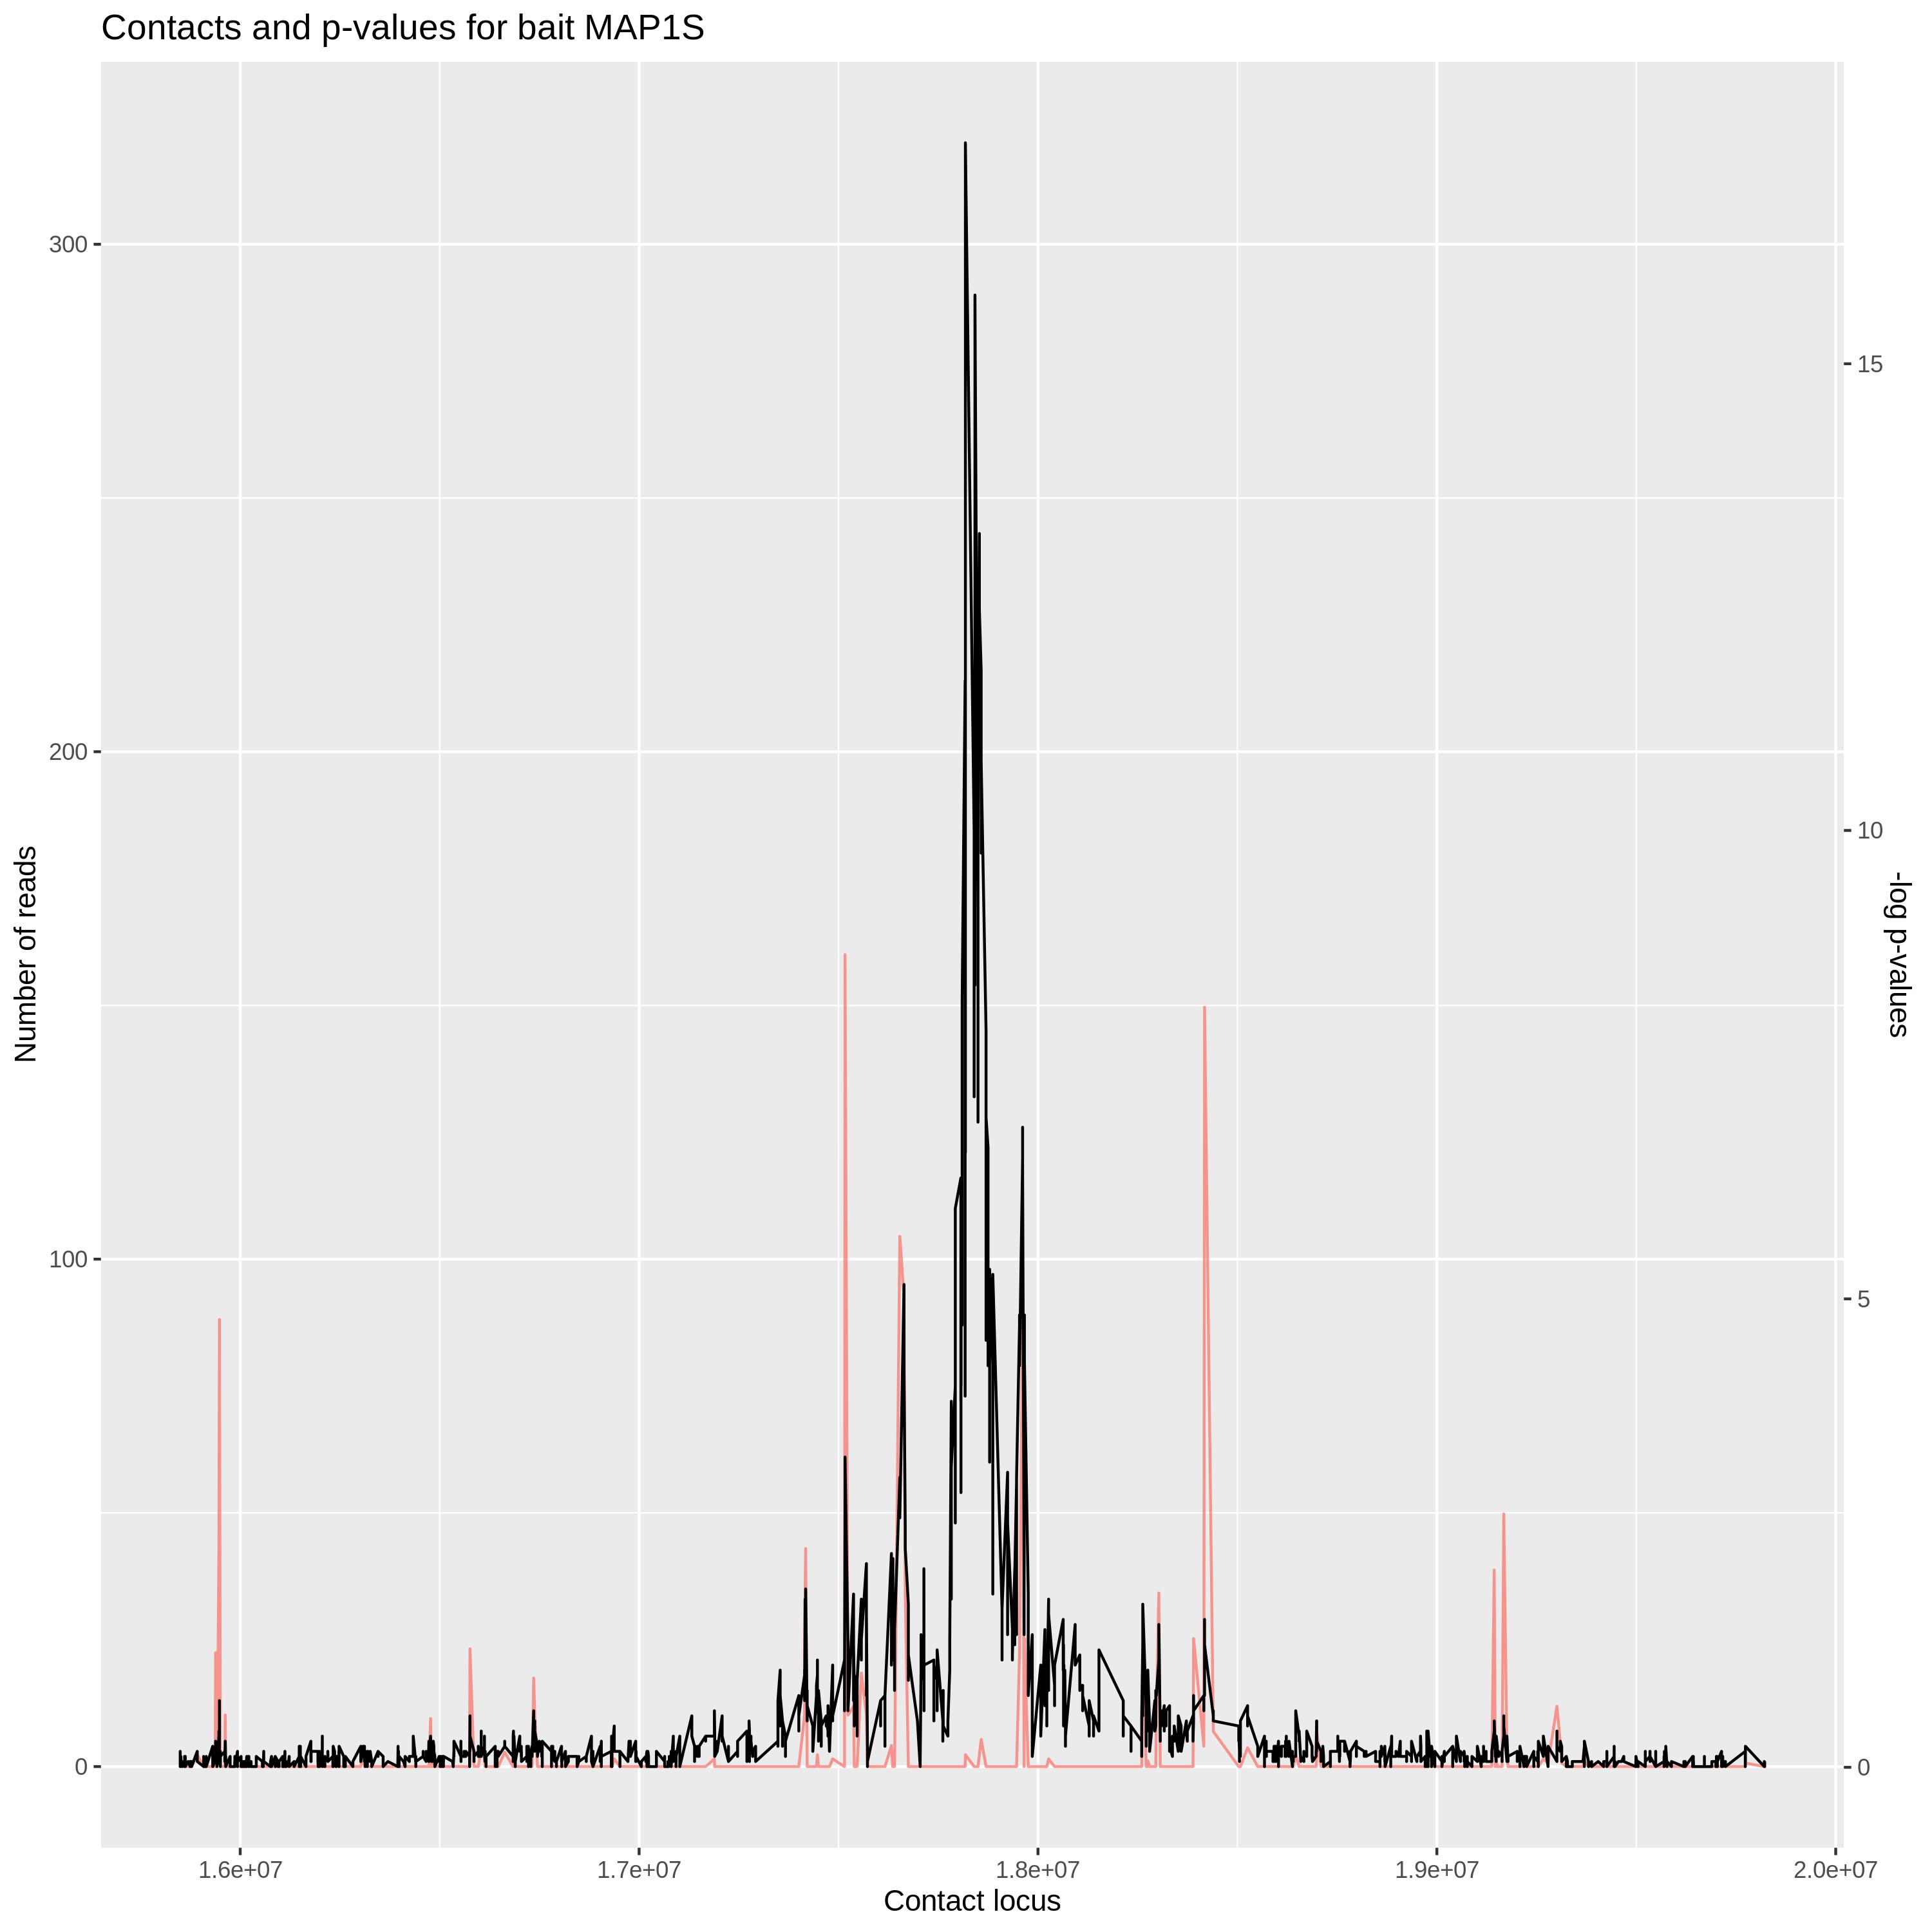 Contacts and p-values for bait MAP1S
300
200
100
0
Number of reads
15
10
5
0
-log p-values
1.6e+07 1.7e+07 1.8e+07 1.9e+07 2.0e+07
Contact locus